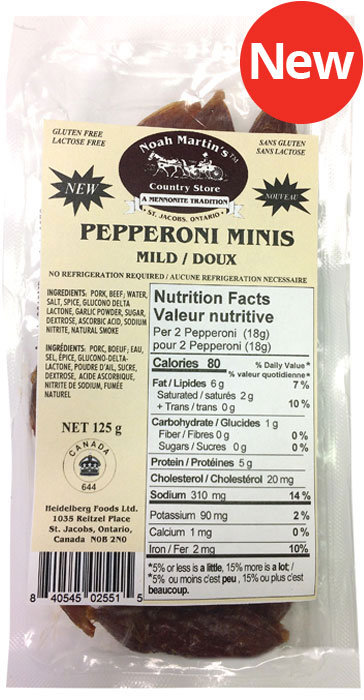 New
GLUTEN FREE
LACTOSE FREE
SANS GLUTEN
SANS LACTOSE
Noah Martin's™
Country Store
A MENNONITE TRADITION
• ST. JACOBS, ONTARIO •
NEW
NOUVEAU
PEPPERONI MINIS
MILD / DOUX
NO REFRIGERATION REQUIRED / AUCUNE REFRIGERATION NECESSAIRE
INGREDIENTS: PORK, BEEF; WATER,
SALT, SPICE, GLUCONO DELTA
LACTONE, GARLIC POWDER, SUGAR,
DEXTROSE, ASCORBIC ACID, SODIUM
NITRITE, NATURAL SMOKE
INGRÉDIENTS: PORC, BOEUF; EAU,
SEL, ÉPICE, GLUCONO-DELTA-
LACTONE, POUDRE D'AIL, SUCRE,
DEXTROSE, ACIDE ASCORBIQUE,
NITRITE DE SODIUM, FUMÉE
NATUREL
NET 125 g
CANADA
644
Heidelberg Foods Ltd.
1035 Reitzel Place
St. Jacobs, Ontario,
Canada N0B 2N0
8 40545 02551 5
Nutrition Facts
Valeur nutritive
Per 2 Pepperoni (18g)
pour 2 Pepperoni (18g)
Calories 80 % Daily Value*
% valeur quotidienne*
Fat / Lipides 6 g 7 %
Saturated / saturés 2 g
+ Trans / trans 0 g 10 %
Carbohydrate / Glucides 1 g
Fiber / Fibres 0 g 0 %
Sugars / Sucres 0 g 0 %
Protein / Protéines 5 g
Cholesterol / Cholestérol 20 mg
Sodium 310 mg 14 %
Potassium 90 mg 2 %
Calcium 1 mg 0 %
Iron / Fer 2 mg 10%
*5% or less is a little, 15% more is a lot /
*5% ou moins c'est peu , 15% ou plus c'est
beaucoup.